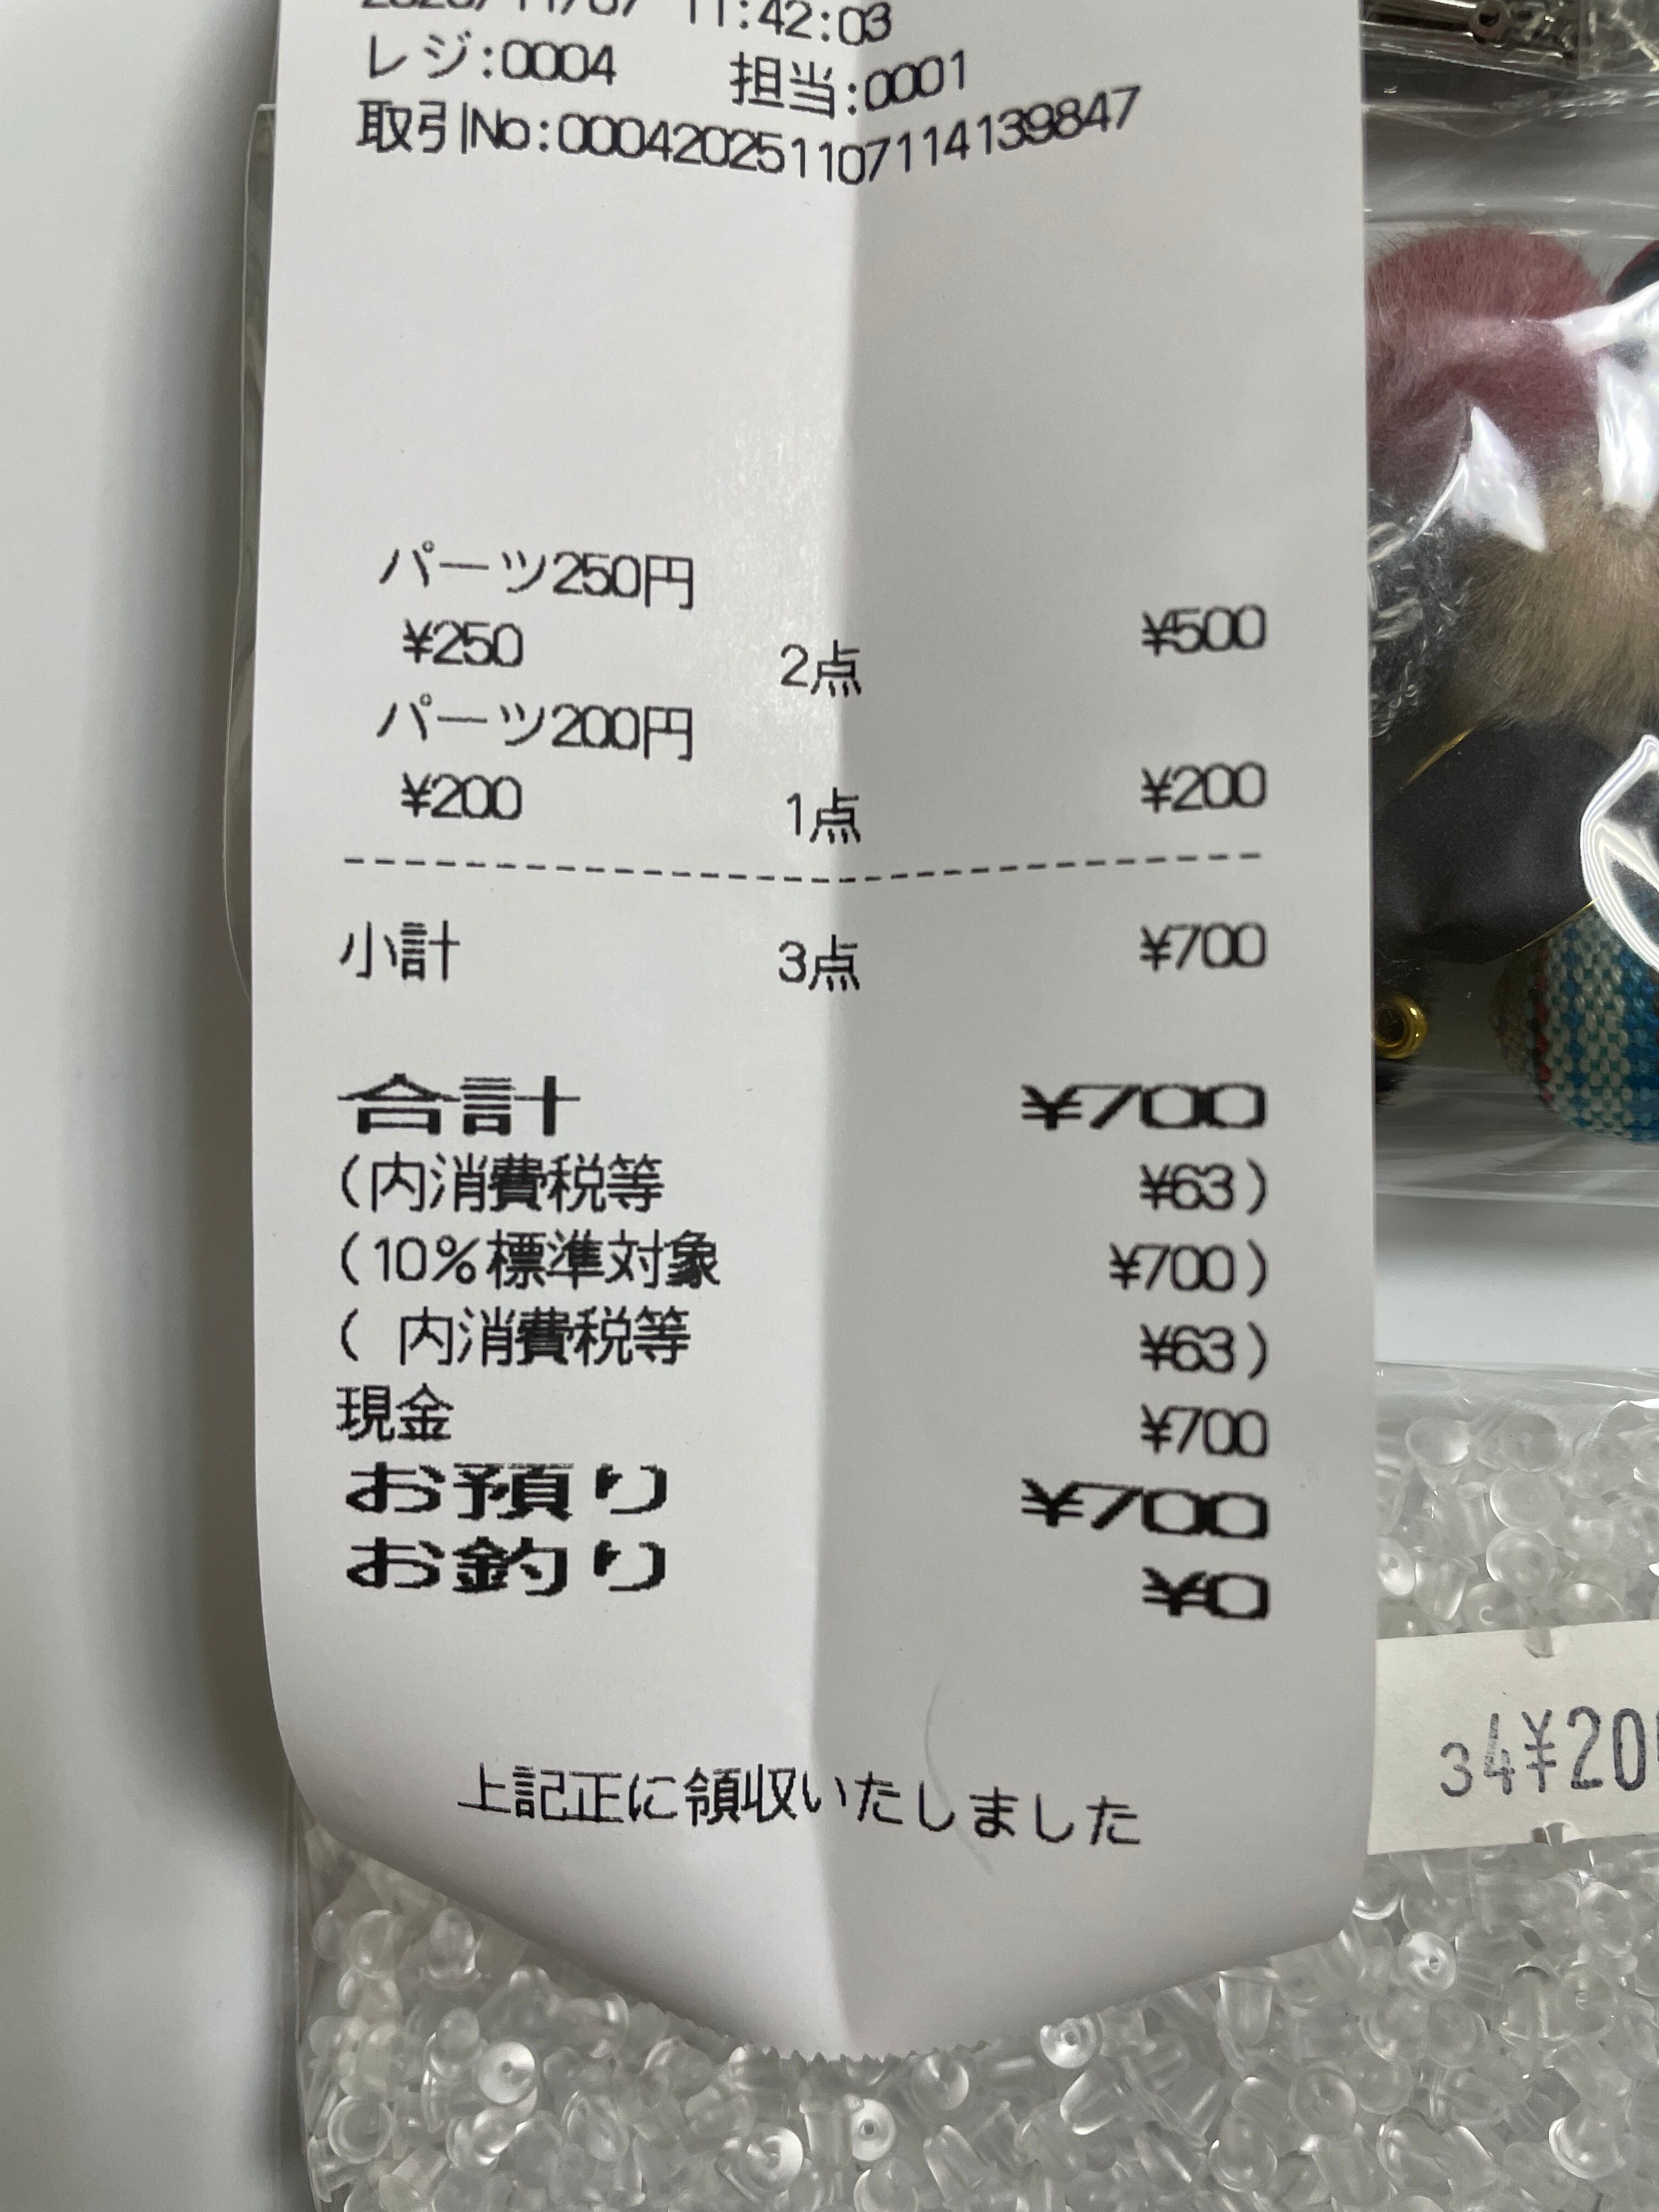 11:42:03
レジ:0004 担当:0001
取引No:000420251107114139847
パーツ250円
¥250 2点 ¥500
パーツ200円
¥200 1点 ¥200
小計 3点 ¥700
合計 ¥700
(内消費税等 ¥63)
(10%標準対象 ¥700)
( 内消費税等 ¥63)
現金 ¥700
お預り ¥700
お釣り ¥0
上記正に領収いたしました
34¥20